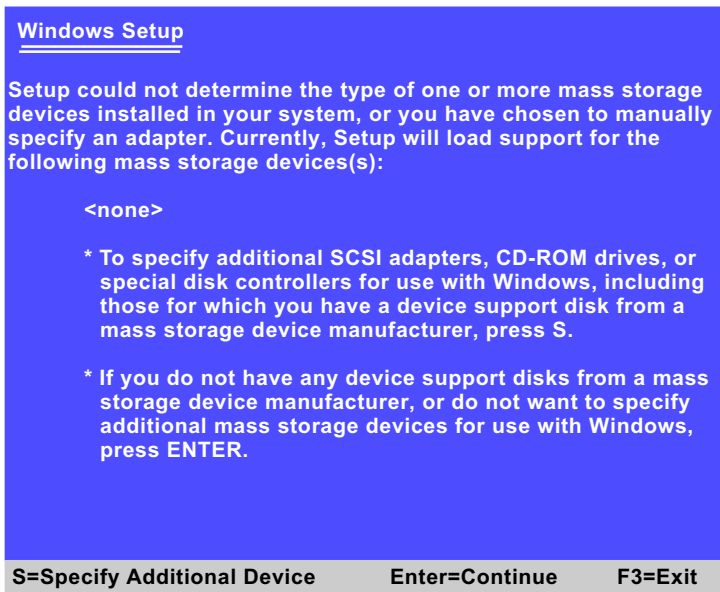 Windows Setup
Setup could not determine the type of one or more mass storage
devices installed in your system, or you have chosen to manually
specify an adapter. Currently, Setup will load support for the
following mass storage devices(s):
<none>
* To specify additional SCSI adapters, CD-ROM drives, or
special disk controllers for use with Windows, including
those for which you have a device support disk from a
mass storage device manufacturer, press S.
* If you do not have any device support disks from a mass
storage device manufacturer, or do not want to specify
additional mass storage devices for use with Windows,
press ENTER.
S=Specify Additional Device Enter=Continue F3=Exit